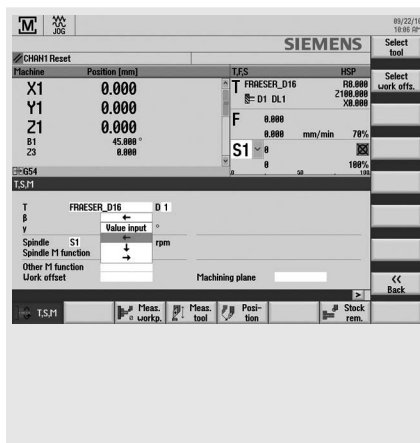 M JOG
09/22/16
10:06 AM
SIEMENS
Select tool
CHAN1 Reset
Machine Position [mm]
T,F,S HSP
Select work offs.
X1 0.000
Y1 0.000
Z1 0.000
B1 45.000 °
Z3 0.000
T FRAESER_D16 R8.000
D1 DL1 Z100.000
X0.000
F 0.000
0.000 mm/min 70%
S1 0
0 100%
0 50 100
G54
T,S,M
T FRAESER_D16 D 1
β ←
γ Value input °
←
Spindle S1 ↓ rpm
Spindle M function →
Other M function
Work offset Machining plane
<<
Back
>
T,S,M
Meas. workp.
Meas. tool
Posi- tion
Stock rem.